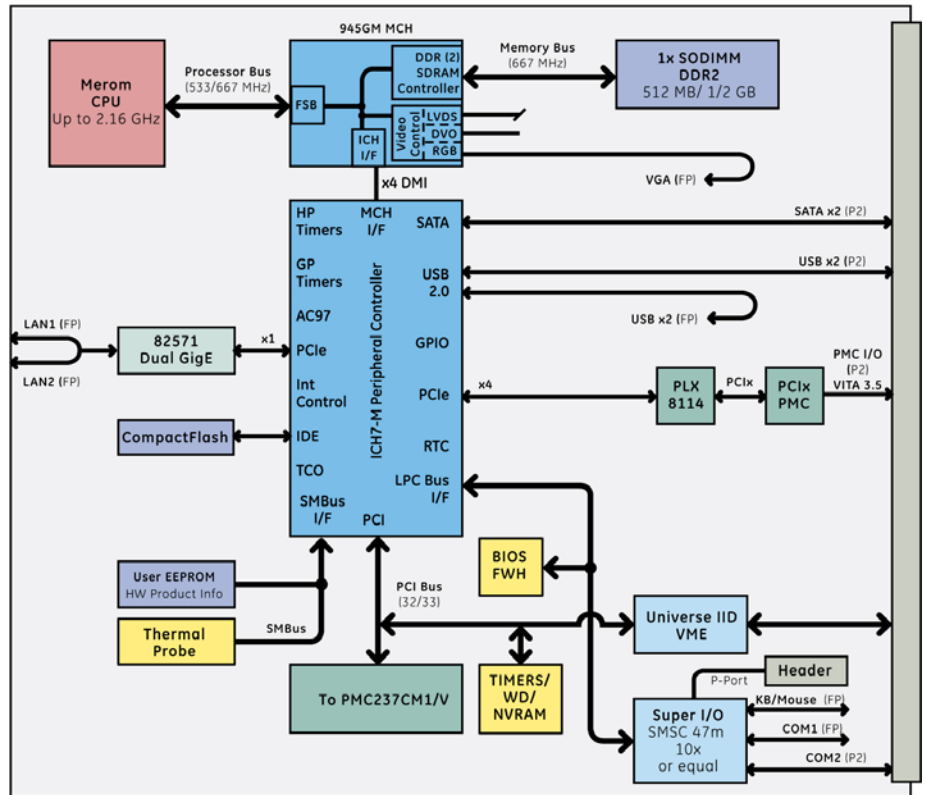 945GM MCH
Merom
CPU
Up to 2.16 GHz
Processor Bus
(533/667 MHz)
FSB
DDR (2)
SDRAM
Controller
Video
Control
LVDS
DVO
RGB
ICH
I/F
Memory Bus
(667 MHz)
1x SODIMM
DDR2
512 MB/ 1/2 GB
VGA (FP)
x4 DMI
HP
Timers
MCH
I/F
SATA
GP
Timers
USB
2.0
AC97
GPIO
PCIe
Int
Control
PCIe
IDE
RTC
TCO
LPC Bus
I/F
SMBus
I/F
PCI
ICH7-M Peripheral Controller
SATA x2 (P2)
USB x2 (P2)
USB x2 (FP)
LAN1 (FP)
LAN2 (FP)
82571
Dual GigE
x1
x4
PLX
8114
PCIx
PCIx
PMC
PMC I/O
(P2)
VITA 3.5
CompactFlash
User EEPROM
HW Product Info
Thermal
Probe
SMBus
PCI Bus
(32/33)
BIOS
FWH
Universe IID
VME
To PMC237CM1/V
TIMERS/
WD/
NVRAM
P-Port
Header
Super I/O
SMSC 47m
10x
or equal
KB/Mouse (FP)
COM1 (FP)
COM2 (P2)